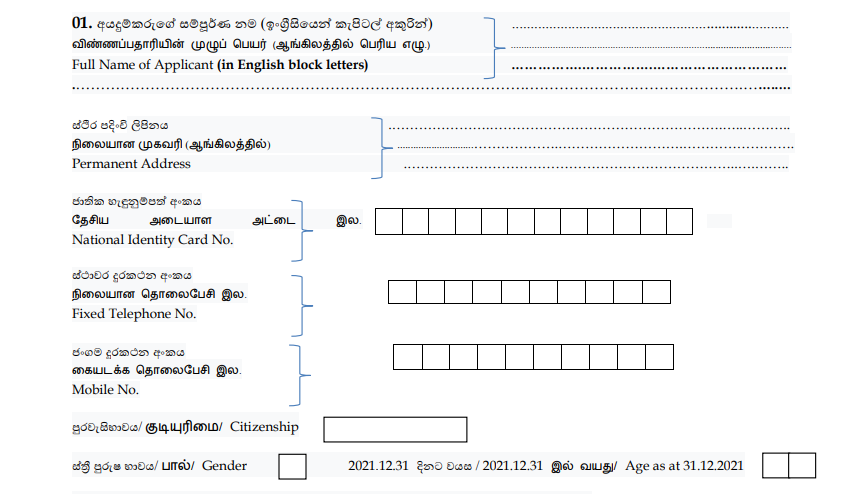 01. අයදුම්කරුගේ සම්පූර්ණ නම (ඉංග්‍රීසියෙන් කැපිටල් අකුරින්)
விண்ணப்பதாரியின் முழுப் பெயர் (ஆங்கிலத்தில் பெரிய எழு.)
Full Name of Applicant (in English block letters)
ස්ථිර පදිංචි ලිපිනය
நிலையான முகவரி (ஆங்கிலத்தில்)
Permanent Address
ජාතික හැඳුනුම්පත් අංකය
தேசிய அடையாள அட்டை இல.
National Identity Card No.
ස්ථාවර දුරකථන අංකය
நிலையான தொலைபேசி இல.
Fixed Telephone No.
ජංගම දුරකථන අංකය
கையடக்க தொலைபேசி இல.
Mobile No.
පුරවැසිභාවය/ குடியுரிமை/ Citizenship
ස්ත්‍රී පුරුෂ භාවය/ பால்/ Gender 2021.12.31 දිනට වයස / 2021.12.31 இல் வயது/ Age as at 31.12.2021